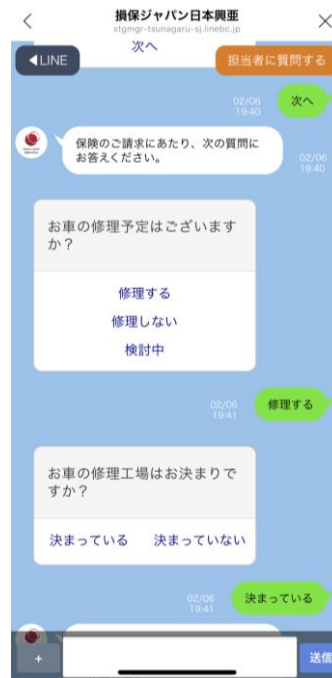 損保ジャパン日本興亜
stgmgr-tsunagaru-sj.linebc.jp
次へ
◀LINE
担当者に質問する
02/06
19:40
次へ
保険のご請求にあたり、次の質問に
お答えください。
02/06
19:40
お車の修理予定はございます
か？
修理する
修理しない
検討中
02/06
19:41
修理する
お車の修理工場はお決まりで
すか？
決まっている 決まっていない
02/06
19:41
決まっている
+
送信